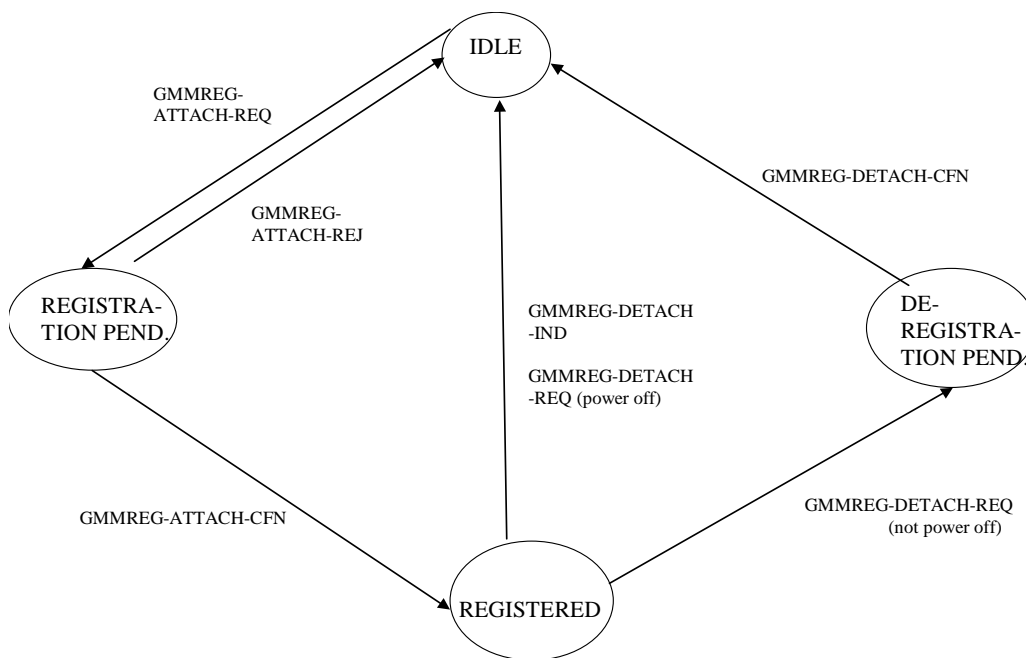 IDLE
GMMREG-
ATTACH-REQ
GMMREG-DETACH-CFN
GMMREG-
ATTACH-REJ
REGISTRA-
TION PEND.
GMMREG-DETACH
-IND
GMMREG-DETACH
-REQ (power off)
DE-
REGISTRA-
TION PEND.
GMMREG-ATTACH-CFN
GMMREG-DETACH-REQ
(not power off)
REGISTERED